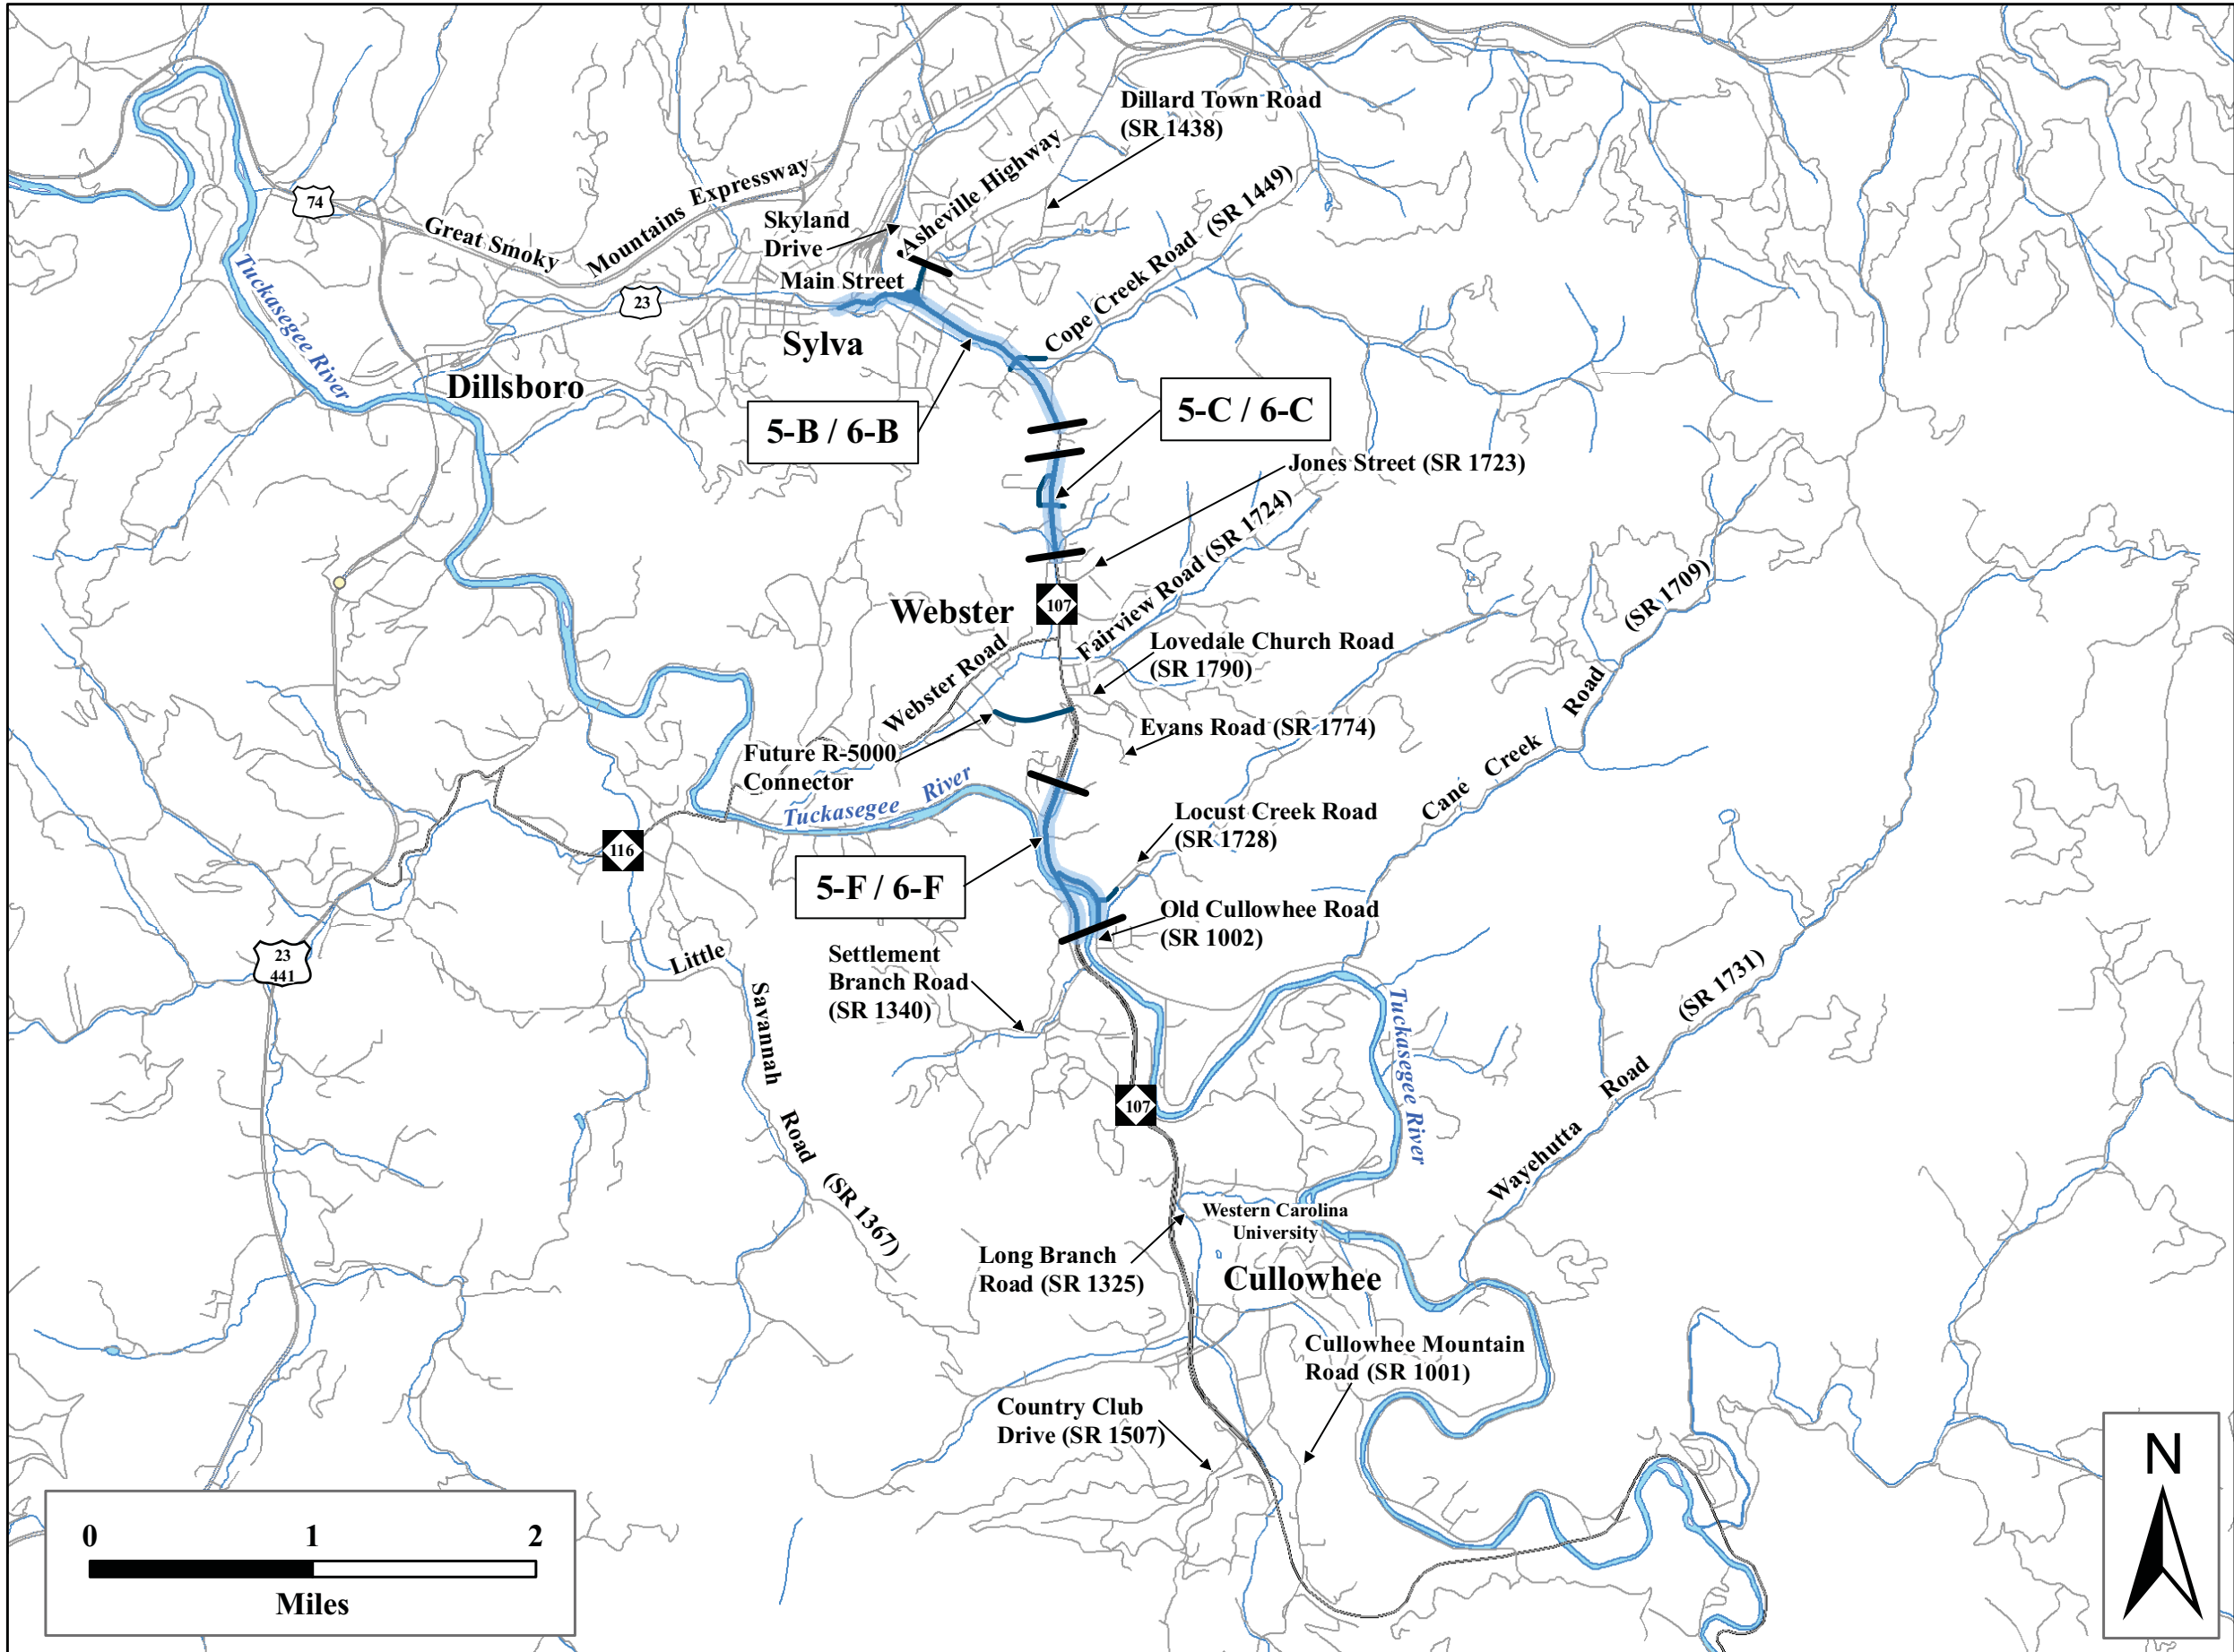 Dillard Town Road
(SR 1438)
Asheville Highway
Mountains Expressway
Cope Creek Road (SR 1449)
74
Skyland
Drive
Great Smoky
Main Street
23
Tuckasegee River
Sylva
Dillsboro
5-B / 6-B
5-C / 6-C
Jones Street (SR 1723)
Fairview Road (SR 1724)
107
Webster
(SR 1709)
Lovedale Church Road
(SR 1790)
Webster Road
Road
Evans Road (SR 1774)
Future R-5000
Connector
Cane Creek
Tuckasegee River
Locust Creek Road
(SR 1728)
116
5-F / 6-F
Old Cullowhee Road
(SR 1002)
23
441
Little
Settlement
Branch Road
(SR 1340)
(SR 1731)
Savannah
Tuckasegee River
Road
107
Road
Wayehutta
(SR 1367)
Western Carolina
University
Long Branch
Road (SR 1325)
Cullowhee
Cullowhee Mountain
Road (SR 1001)
Country Club
Drive (SR 1507)
N
0 1 2
Miles